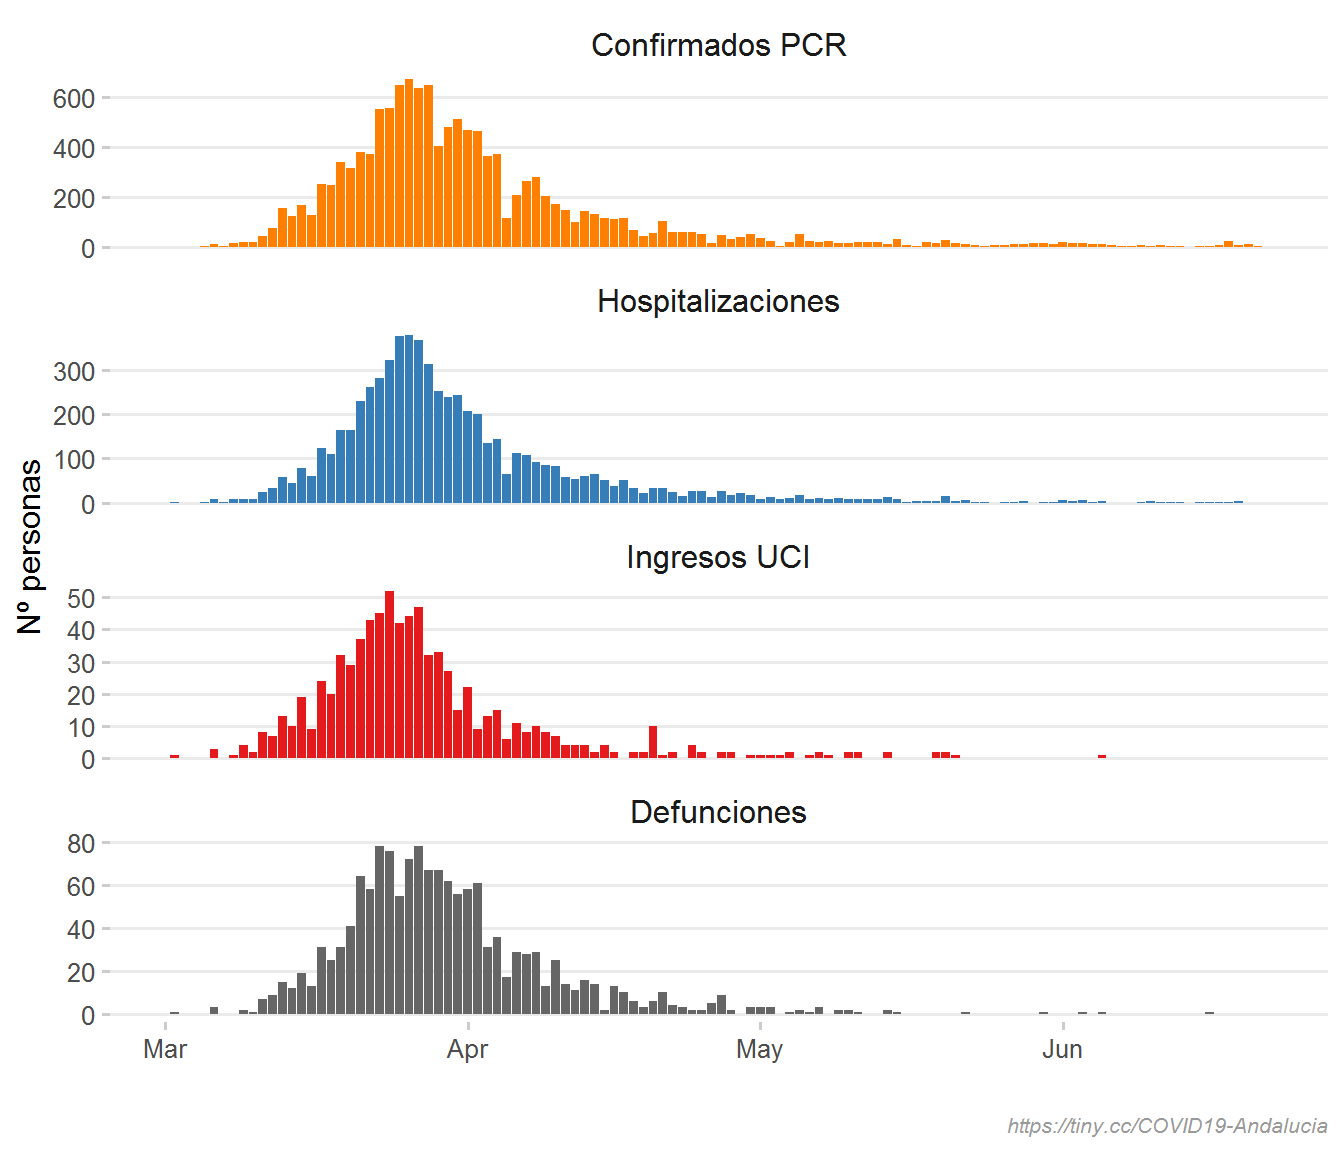 Confirmados PCR
600
400
200
0
Hospitalizaciones
300
200
100
0
Nº personas
Ingresos UCI
50
40
30
20
10
0
Defunciones
80
60
40
20
0
Mar Apr May Jun
https://tiny.cc/COVID19-Andalucia